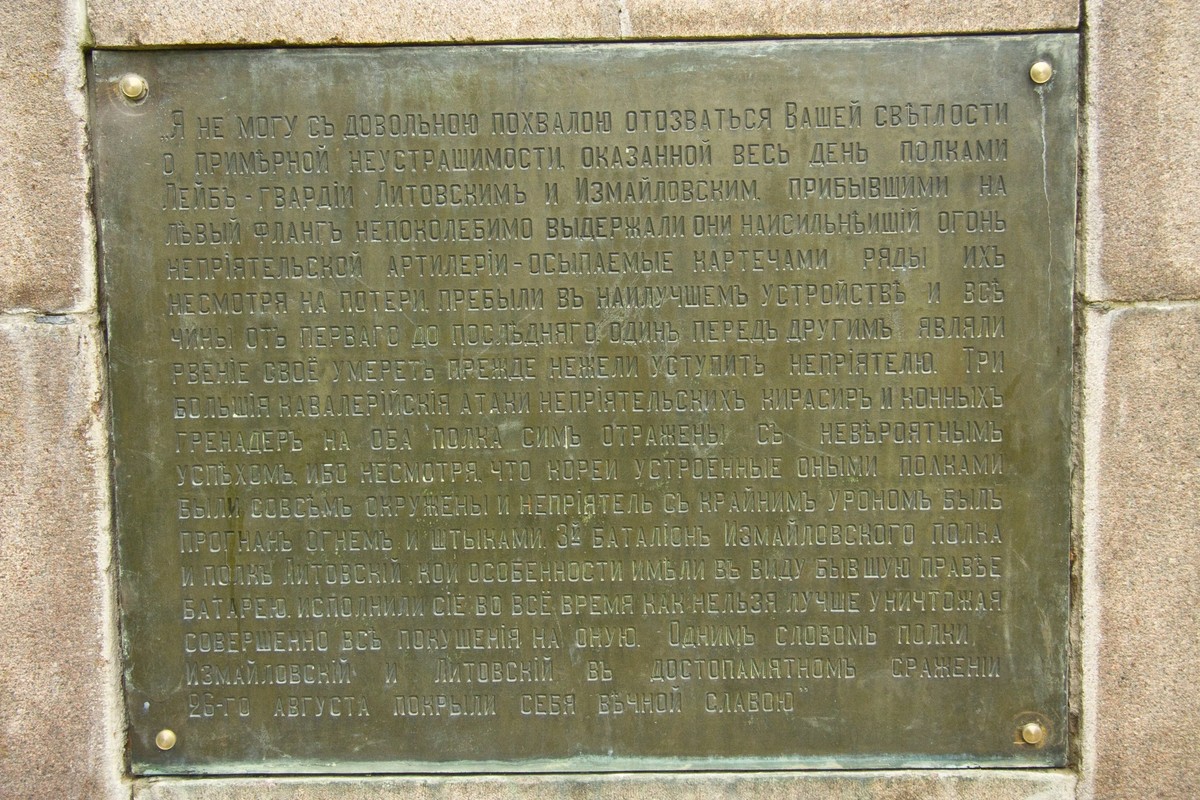 „Я НЕ МОГУ СЪ ДОВОЛЬНОЮ ПОХВАЛОЮ ОТОЗВАТЬСЯ ВАШЕЙ СВѢТЛОСТИ
О ПРИМѢРНОЙ НЕУСТРАШИМОСТИ, ОКАЗАННОЙ ВЕСЬ ДЕНЬ ПОЛКАМИ
ЛЕЙБЪ-ГВАРДІИ ЛИТОВСКИМЪ И ИЗМАЙЛОВСКИМ. ПРИБЫВШИМИ НА
ЛѢВЫЙ ФЛАНГЪ НЕПОКОЛЕБИМО ВЫДЕРЖАЛИ ОНИ НАИСИЛЬНѢИЩІЙ ОГОНЬ
НЕПРІЯТЕЛЬСКОЙ АРТИЛЕРІИ-ОСЫПАЕМЫЕ КАРТЕЧАМИ РЯДЫ ИХЪ
НЕСМОТРЯ НА ПОТЕРИ, ПРЕБЫЛИ ВЪ НАИЛУЧШЕМЪ УСТРОЙСТВѢ И ВСѢ
ЧИНЫ ОТЪ ПЕРВАГО ДО ПОСЛѢДНЯГО, ОДИНЪ ПЕРЕДЪ ДРУГИМЪ ЯВЛЯЛИ
РВЕНІЕ СВОЁ УМЕРЕТЬ ПРЕЖДЕ НЕЖЕЛИ УСТУПИТЬ НЕПРІЯТЕЛЮ. ТРИ
БОЛЬШІЯ КАВАЛЕРІЙСКІЯ АТАКИ НЕПРІЯТЕЛЬСКИХЪ КИРАСИРЪ И КОННЫХЪ
ГРЕНАДЕРЪ НА ОБА ПОЛКА СИМЪ ОТРАЖЕНЫ СЪ НЕВѢРОЯТНЫМЪ
УСПѢХОМЪ, ИБО НЕСМОТРЯ, ЧТО КОРЕИ УСТРОЕННЫЕ ОНЫМИ ПОЛКАМИ
БЫЛИ СОВСѢМЪ ОКРУЖЕНЫ И НЕПРІЯТЕЛЬ СЪ КРАЙНИМЪ УРОНОМЪ БЫЛЪ
ПРОГНАНЪ ОГНЕМЪ И ШТЫКАМИ. 3й БАТАЛІОНЪ ИЗМАЙЛОВСКОГО ПОЛКА
И ПОЛКЪ ЛИТОВСКІЙ, КОИ ОСОБЕННОСТИ ИМѢЛИ ВЪ ВИДУ БЫВШУЮ ПРАВѢЕ
БАТАРЕЮ, ИСПОЛНИЛИ СІЁ ВО ВСЁ ВРЕМЯ КАК НЕЛЬЗЯ ЛУЧШЕ УНИЧТОЖАЯ
СОВЕРШЕННО ВСѢ ПОКУШЕНІЯ НА ОНУЮ. ОДНИМЪ СЛОВОМЪ ПОЛКИ
ИЗМАЙЛОВСКІЙ И ЛИТОВСКІЙ ВЪ ДОСТОПАМЯТНОМЪ СРАЖЕНІИ
26-ГО АВГУСТА ПОКРЫЛИ СЕБЯ ВѢЧНОЙ СЛАВОЮ"